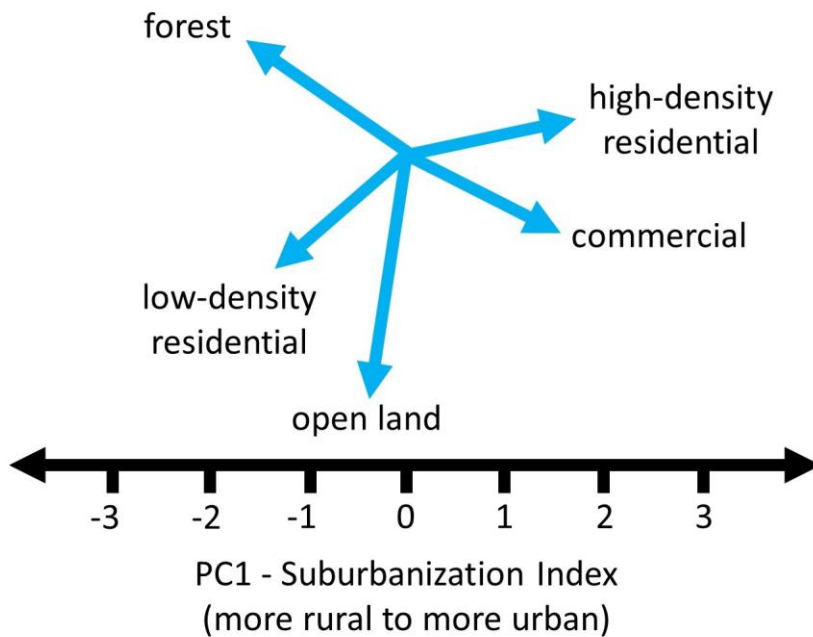 forest
high-density
residential
commercial
low-density
residential
open land
-3 -2 -1 0 1 2 3
PC1 - Suburbanization Index
(more rural to more urban)